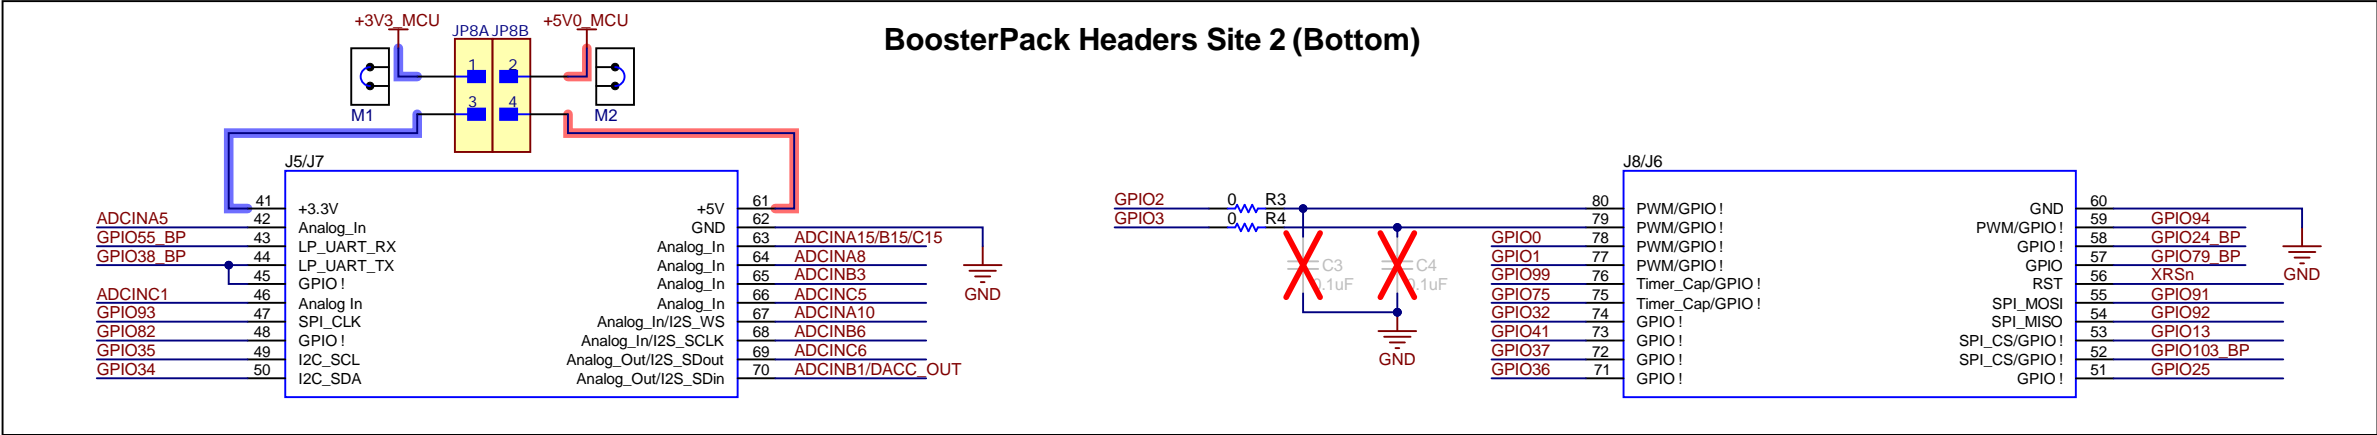 BoosterPack Headers Site 2 (Bottom)
+3V3_MCU
+5V0_MCU
JP8A JP8B
1 2
3 4
M1
M2
J5/J7
41 +3.3V
ADCINA5 42 Analog_In
GPIO55_BP 43 LP_UART_RX
GPIO38_BP 44 LP_UART_TX
45 GPIO !
ADCINC1 46 Analog In
GPIO93 47 SPI_CLK
GPIO82 48 GPIO !
GPIO35 49 I2C_SCL
GPIO34 50 I2C_SDA
+5V 61
GND 62
Analog_In 63 ADCINA15/B15/C15
Analog_In 64 ADCINA8
Analog_In 65 ADCINB3
Analog_In 66 ADCINC5
Analog_In/I2S_WS 67 ADCINA10
Analog_In/I2S_SCLK 68 ADCINB6
Analog_Out/I2S_SDout 69 ADCINC6
Analog_Out/I2S_SDin 70 ADCINB1/DACC_OUT
GND
J8/J6
GPIO2 0 R3 80 PWM/GPIO !
GPIO3 0 R4 79 PWM/GPIO !
GPIO0 78 PWM/GPIO !
GPIO1 77 PWM/GPIO !
GPIO99 76 Timer_Cap/GPIO !
GPIO75 75 Timer_Cap/GPIO !
GPIO32 74 GPIO !
GPIO41 73 GPIO !
GPIO37 72 GPIO !
GPIO36 71 GPIO !
C3
0.1uF
C4
0.1uF
GND
GND 60
PWM/GPIO ! 59 GPIO94
GPIO ! 58 GPIO24_BP
GPIO 57 GPIO79_BP
RST 56 XRSn
SPI_MOSI 55 GPIO91
SPI_MISO 54 GPIO92
SPI_CS/GPIO ! 53 GPIO13
SPI_CS/GPIO ! 52 GPIO103_BP
GPIO ! 51 GPIO25
GND